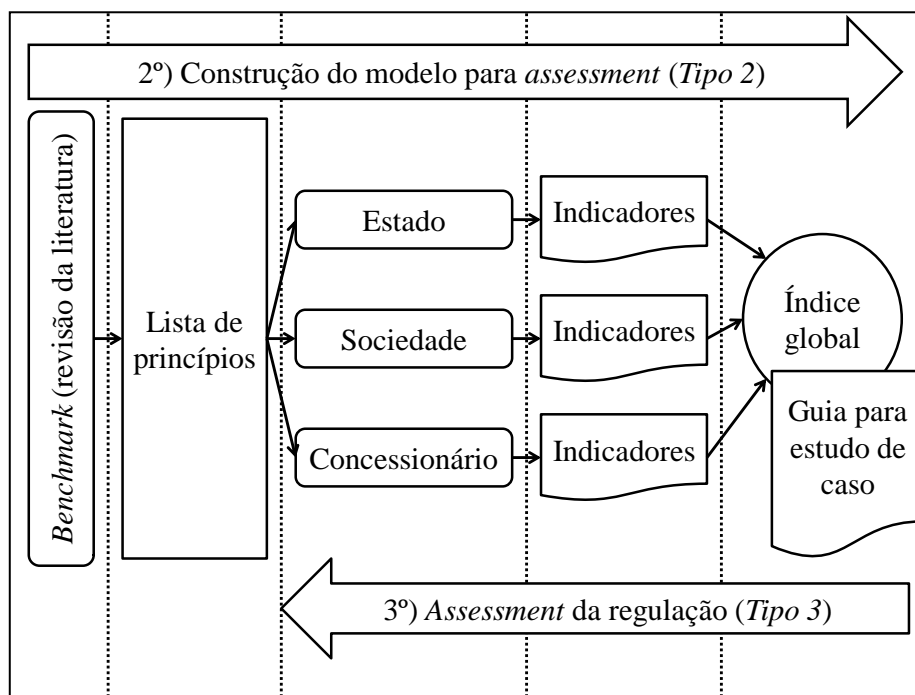 2º) Construção do modelo para assessment (Tipo 2)
Benchmark (revisão da literatura)
Lista de
princípios
Estado
Indicadores
Sociedade
Indicadores
Concessionário
Indicadores
Índice
global
Guia para
estudo de
caso
3º) Assessment da regulação (Tipo 3)